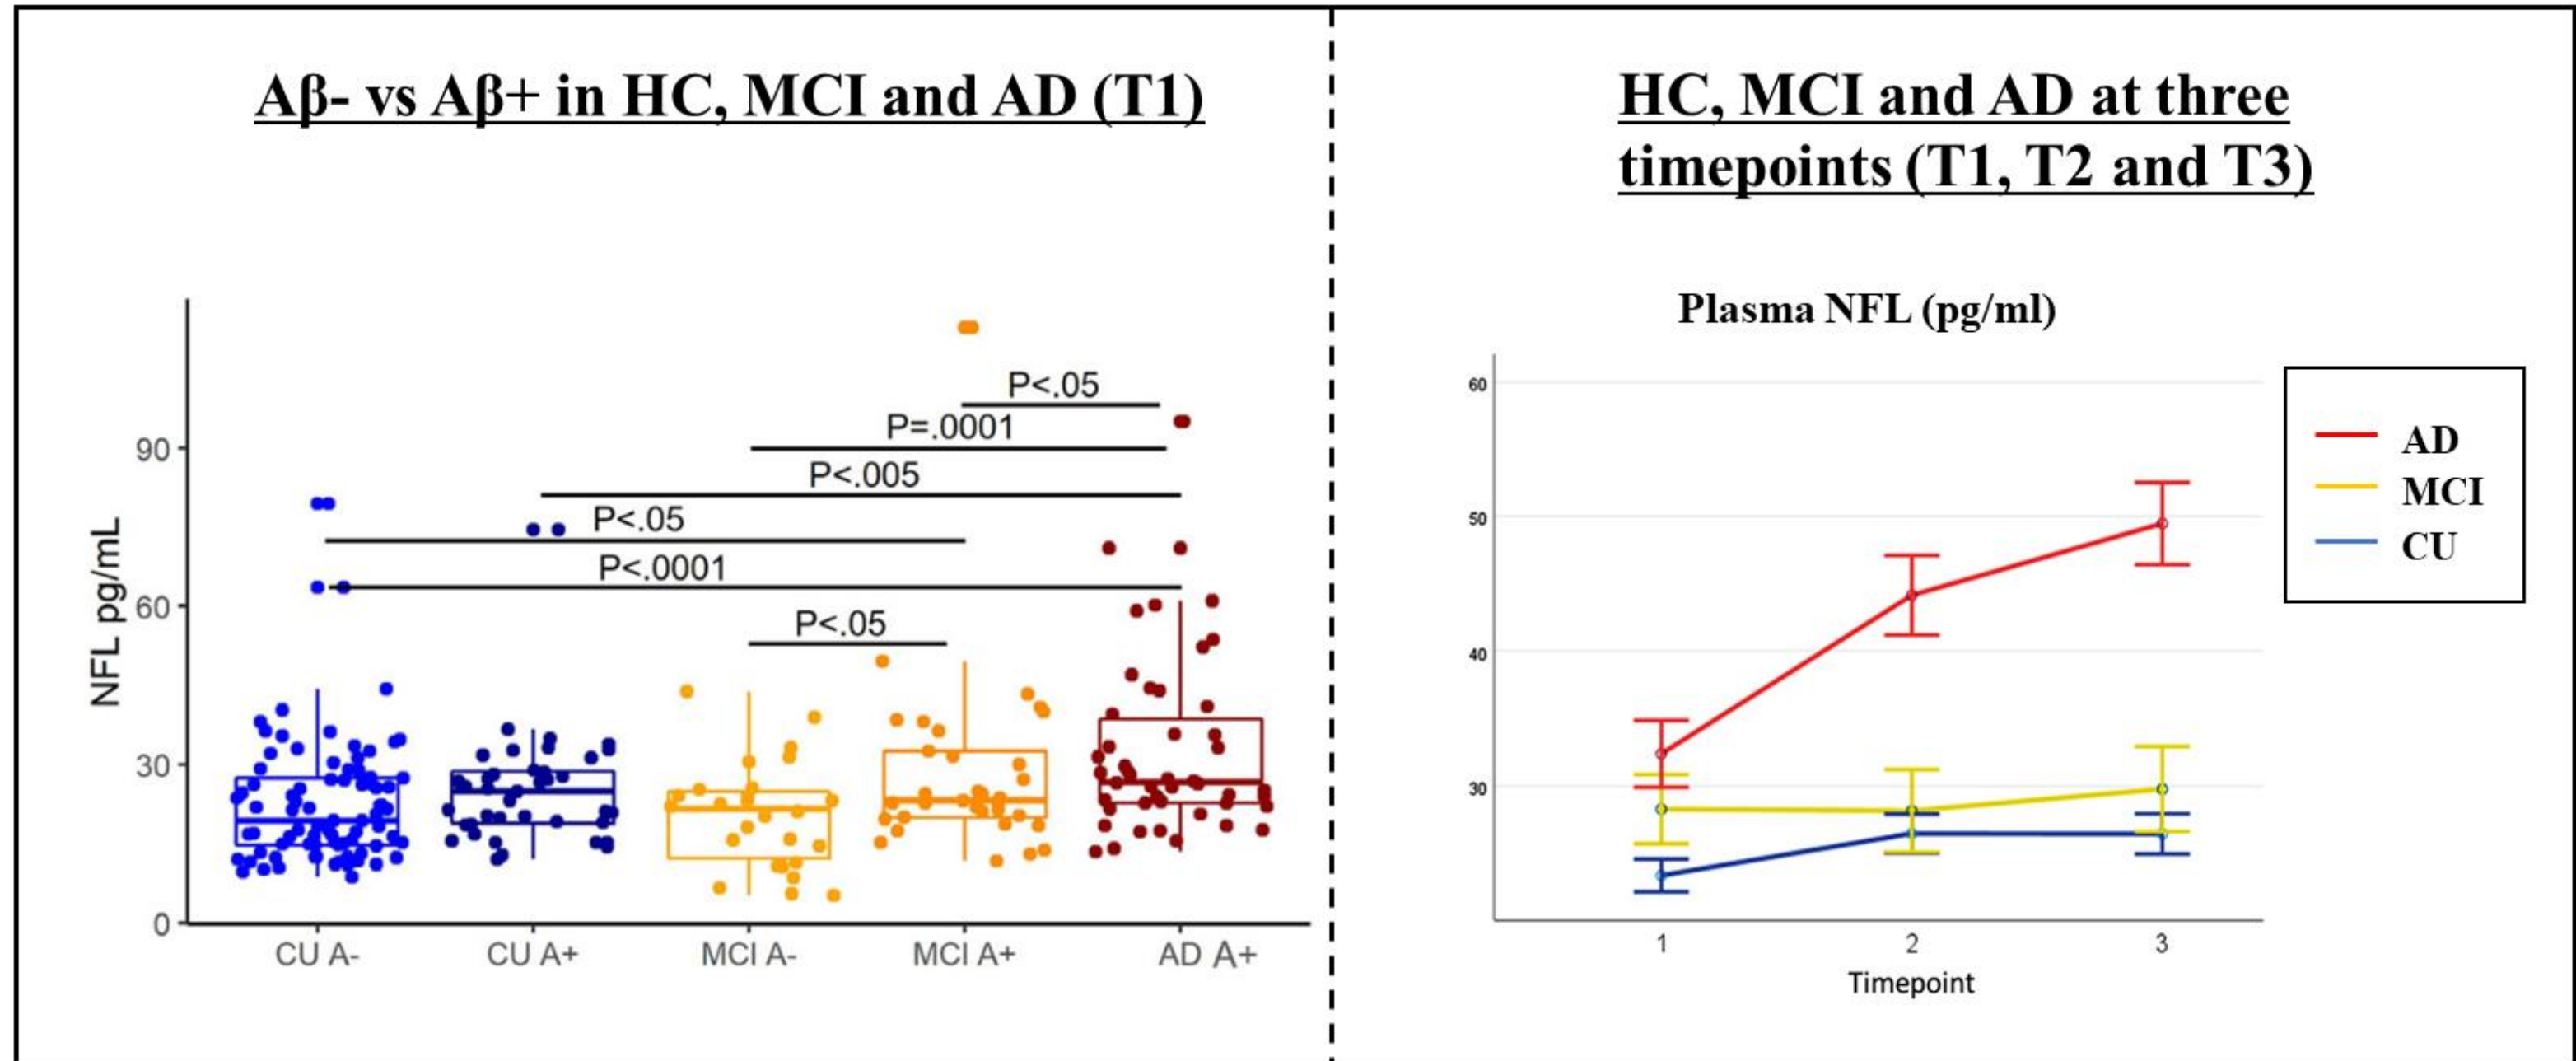 Aβ- vs Aβ+ in HC, MCI and AD (T1)
P<.05
P=.0001
P<.005
P<.05
P<.0001
P<.05
NFL pg/mL
90
60
30
0
CU A-
CU A+
MCI A-
MCI A+
AD A+
HC, MCI and AD at three
timepoints (T1, T2 and T3)
Plasma NFL (pg/ml)
60
50
40
30
1
2
3
Timepoint
AD
MCI
CU